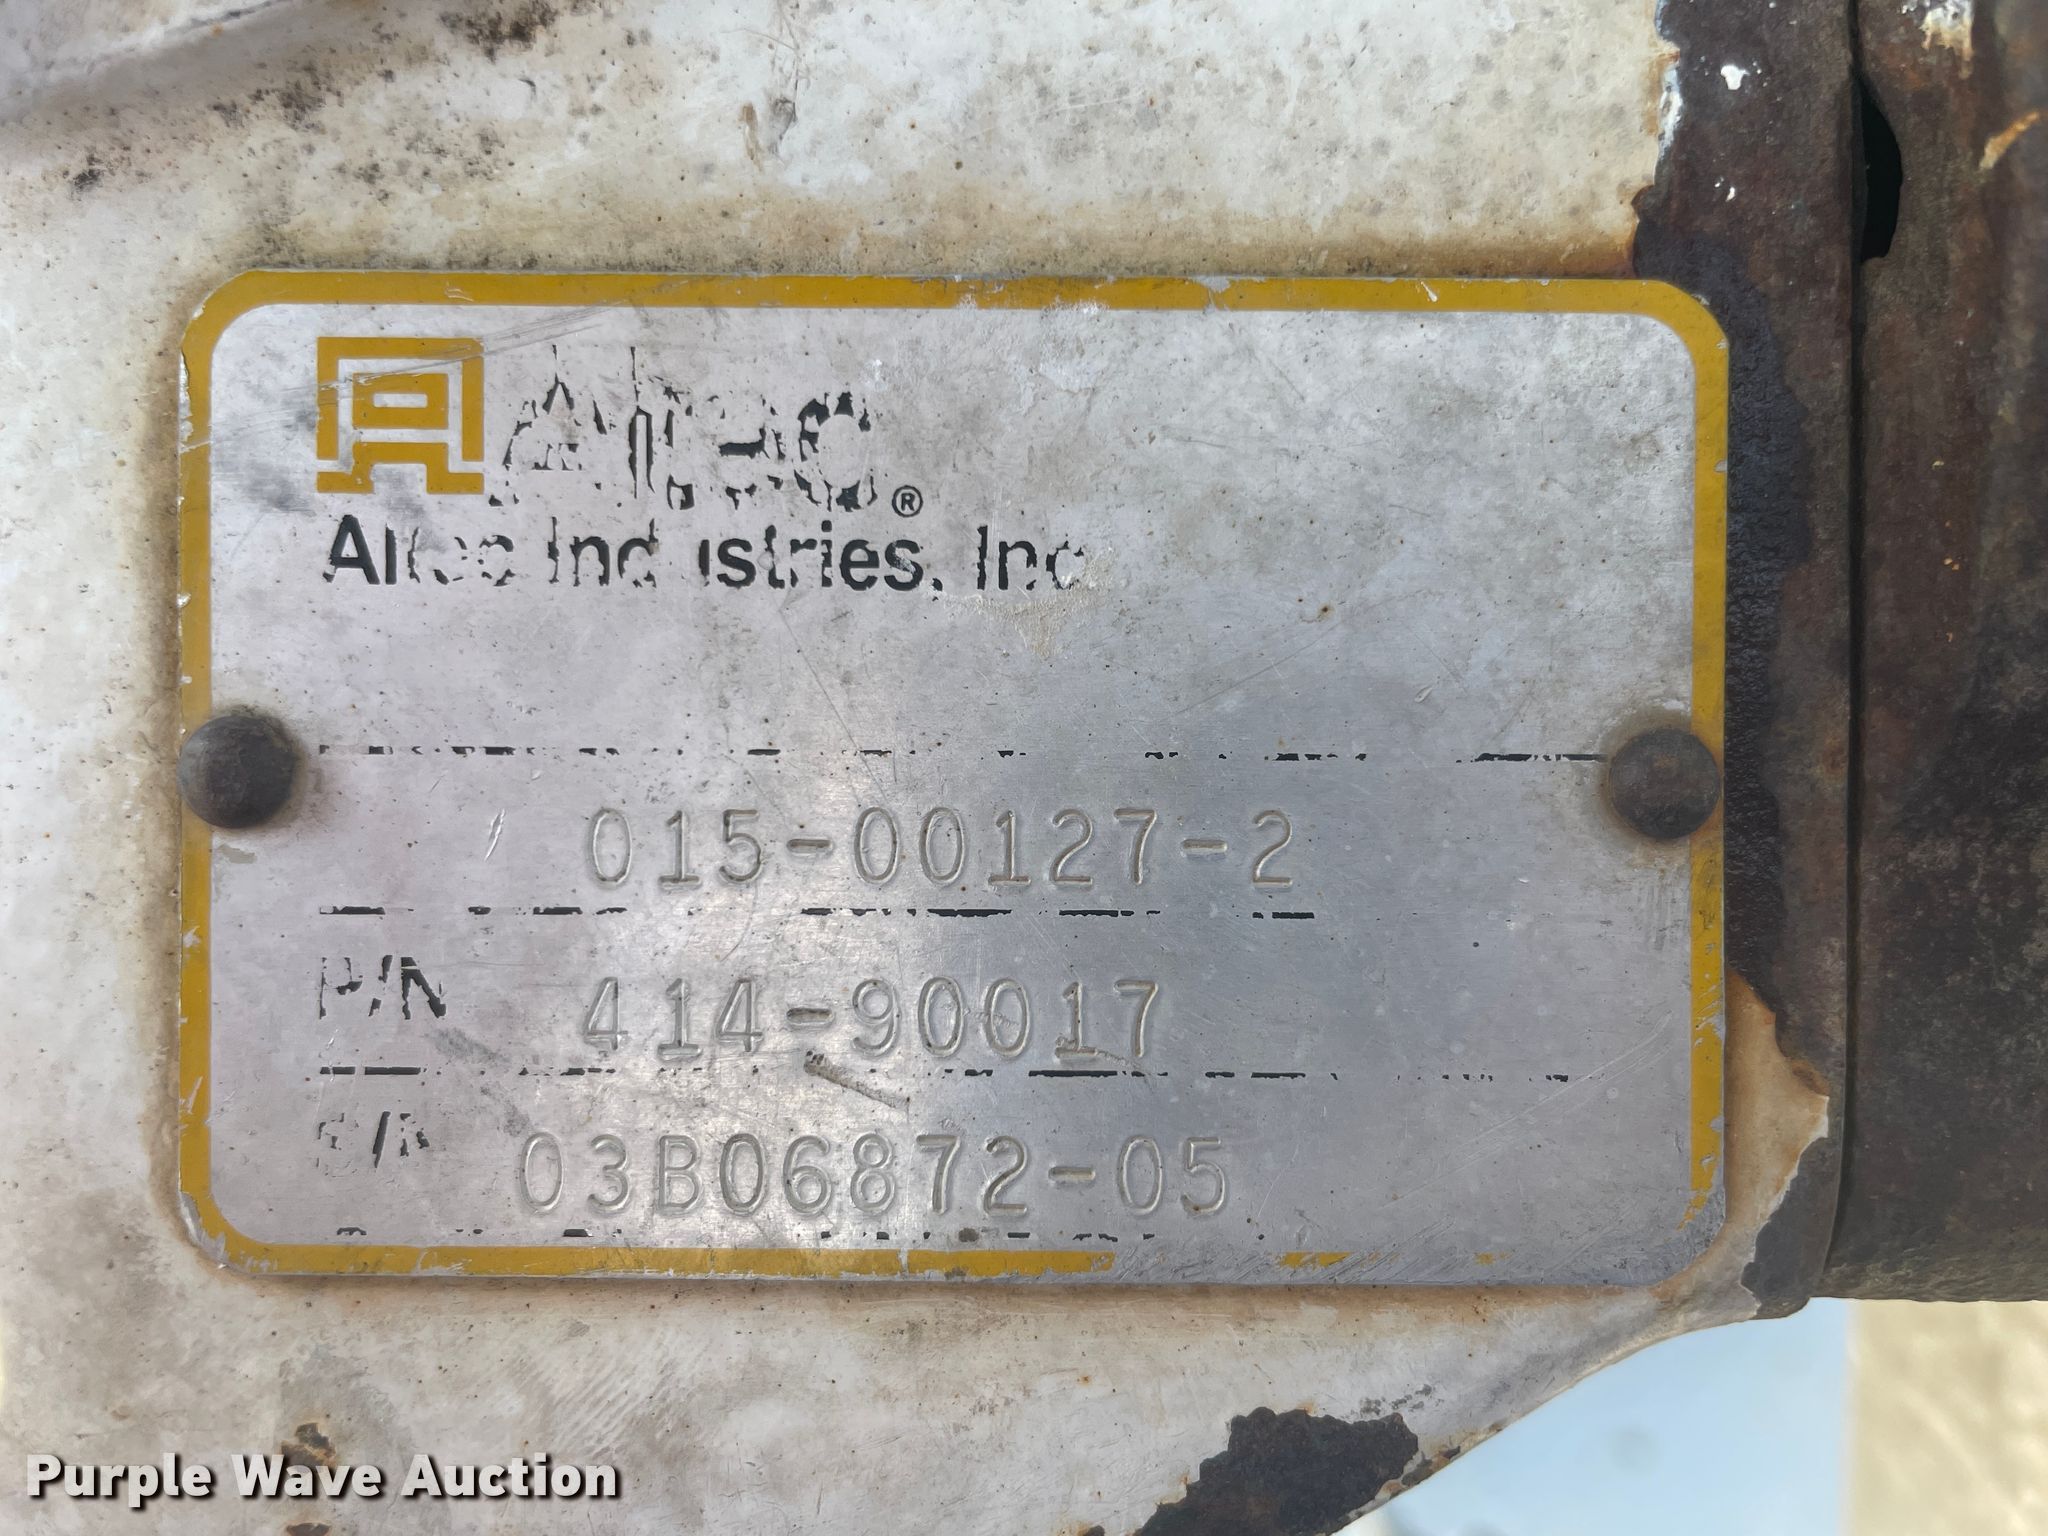 Altec®
Altec Industries, Inc
015-00127-2
P/N 414-90017
S/N 03B06872-05
Purple Wave Auction